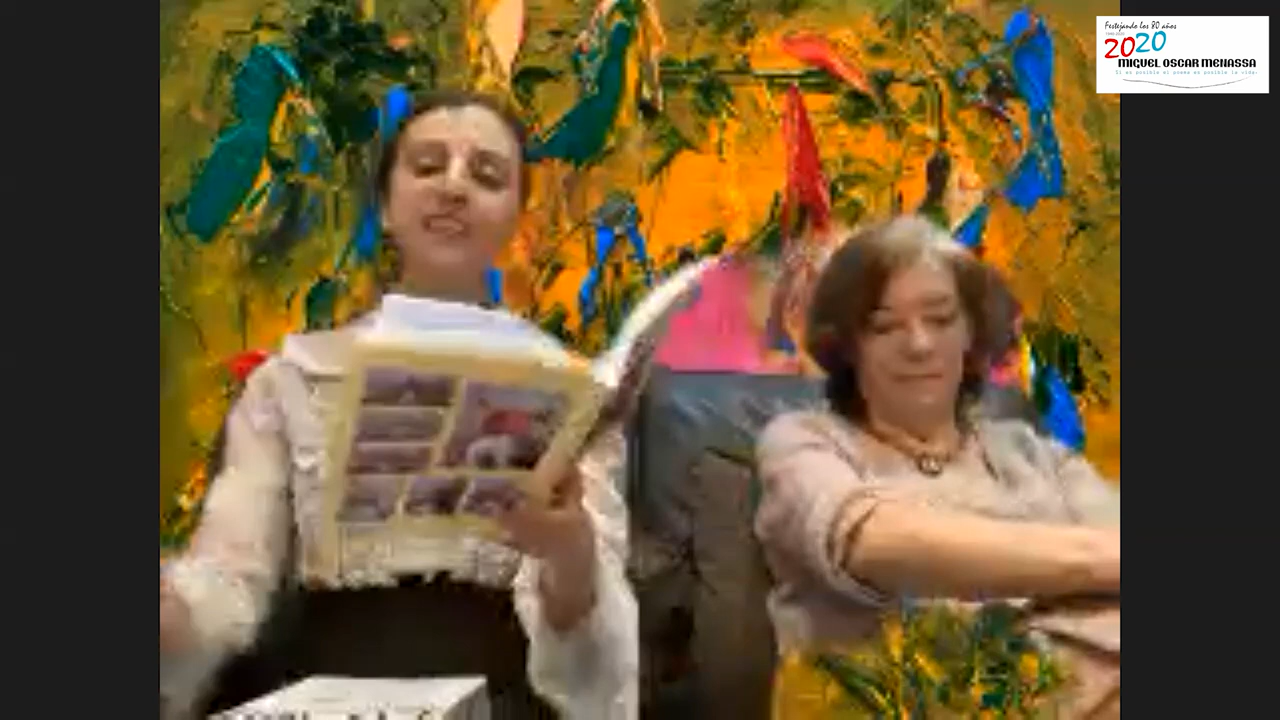 Festejando los 80 años
2020
MIGUEL OSCAR MENASSA
Si es posible el poema es posible la vida